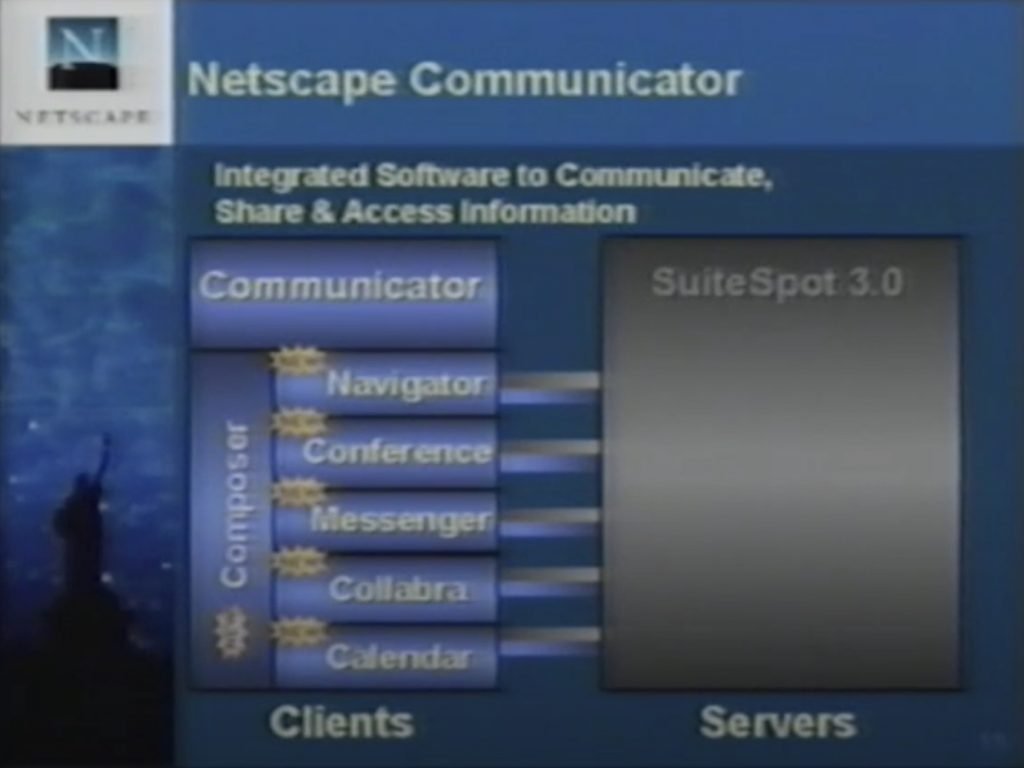 N
NETSCAPE
Netscape Communicator
Integrated Software to Communicate,
Share & Access Information
Communicator
SuiteSpot 3.0
Composer
Navigator
Conference
Messenger
Collabra
Calendar
Clients
Servers